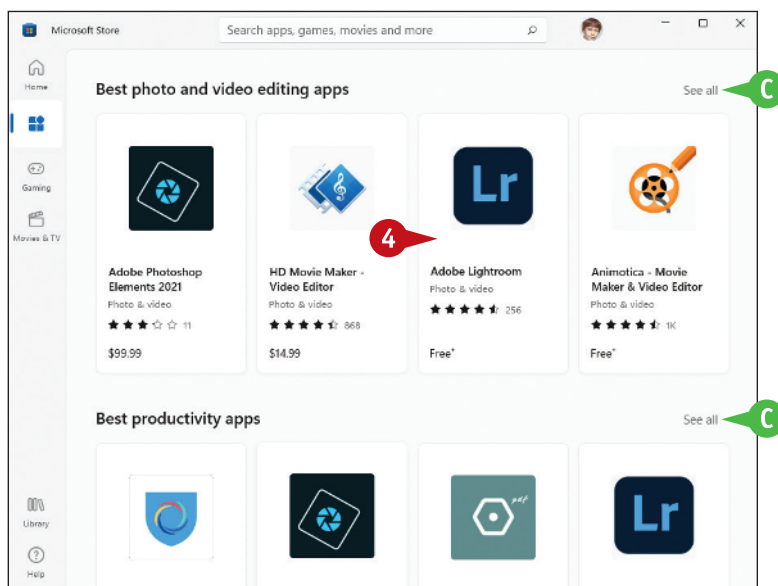 Microsoft Store
Search apps, games, movies and more
Home
Best photo and video editing apps
See all
C
Gaming
Movies & TV
Lr
4
Adobe Photoshop
Elements 2021
Photo & video
11
$99.99
HD Movie Maker -
Video Editor
Photo & video
868
$14.99
Adobe Lightroom
Photo & video
256
Free*
Animotica - Movie
Maker & Video Editor
Photo & video
1K
Free*
Best productivity apps
See all
C
pdf
Lr
Library
Help